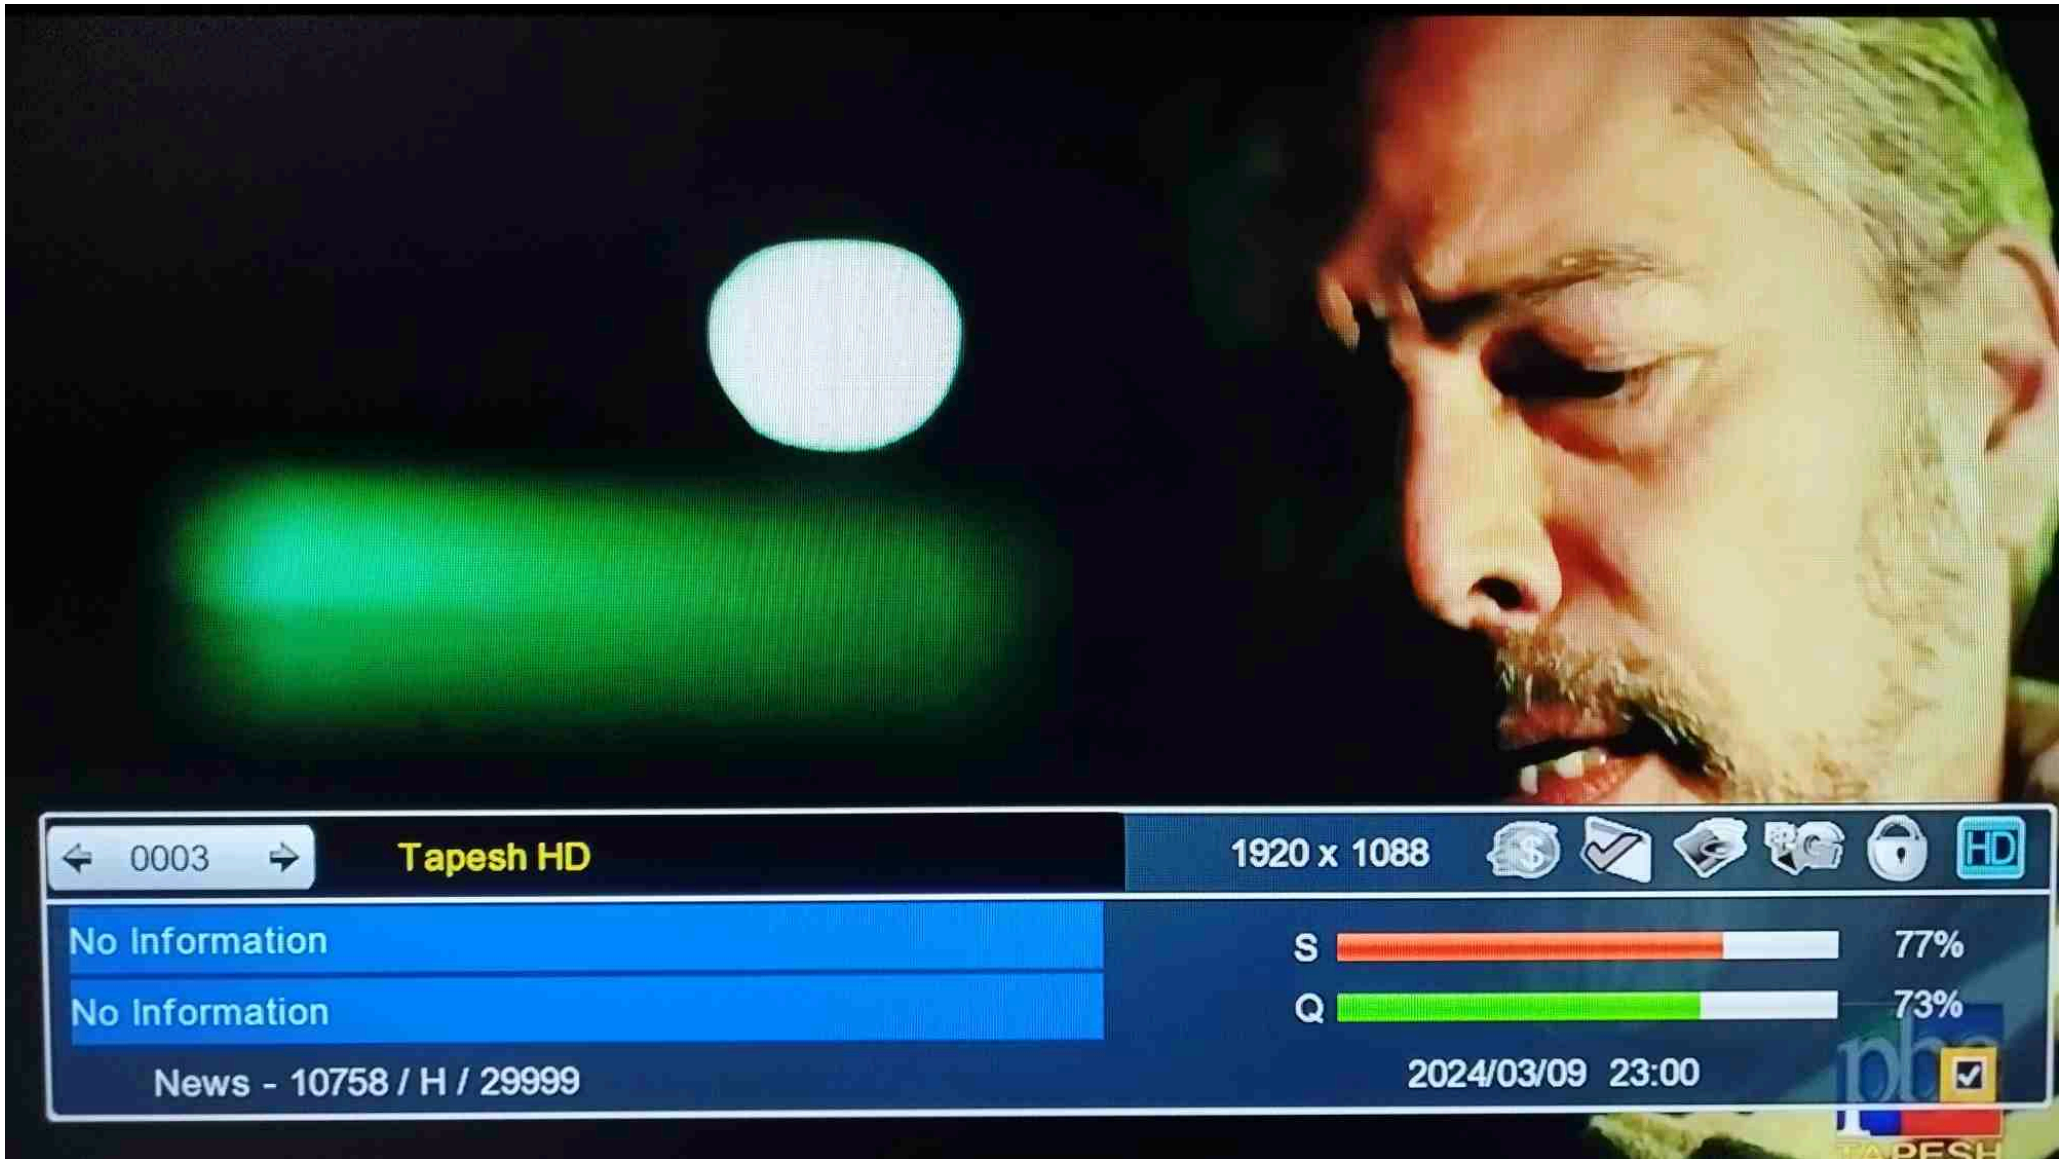 0003
Tapesh HD
1920 x 1088
HD
No Information
S 77%
No Information
Q 73%
News - 10758 / H / 29999
2024/03/09 23:00
TAPESH